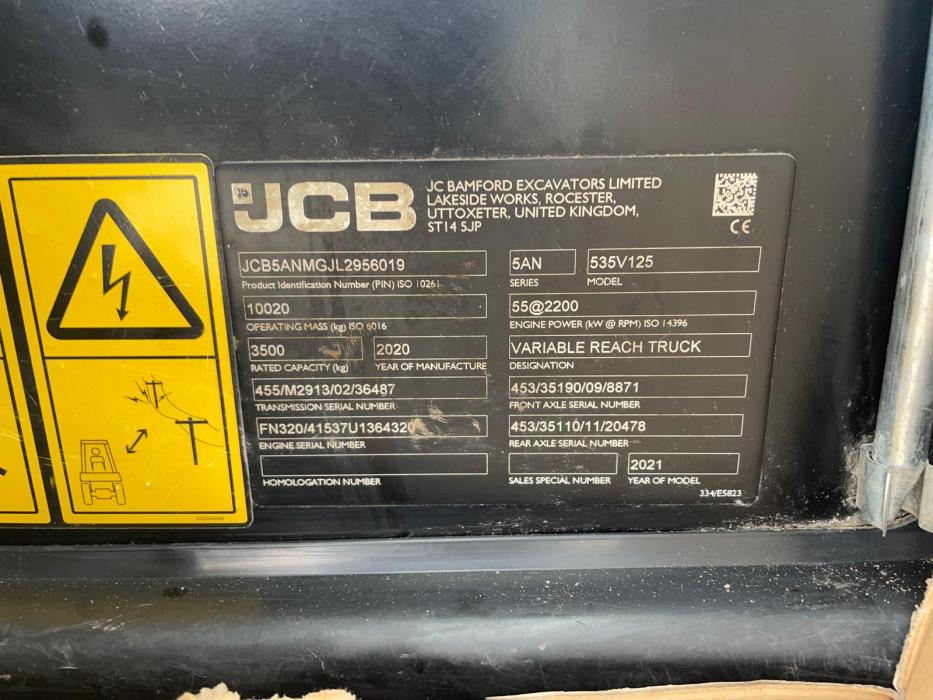 JCB
JC BAMFORD EXCAVATORS LIMITED
LAKESIDE WORKS, ROCESTER,
UTTOXETER, UNITED KINGDOM,
ST14 5JP
CE
JCB5ANMGJL2956019
Product Identification Number (PIN) ISO 10261
5AN
SERIES
535V125
MODEL
10020
OPERATING MASS (kg) ISO 6016
55@2200
ENGINE POWER (kW @ RPM) ISO 14396
3500
RATED CAPACITY (kg)
2020
YEAR OF MANUFACTURE
VARIABLE REACH TRUCK
DESIGNATION
455/M2913/02/36487
TRANSMISSION SERIAL NUMBER
453/35190/09/8871
FRONT AXLE SERIAL NUMBER
FN320/41537U1364320
ENGINE SERIAL NUMBER
453/35110/11/20478
REAR AXLE SERIAL NUMBER
HOMOLOGATION NUMBER
SALES SPECIAL NUMBER
2021
YEAR OF MODEL
334/E5823